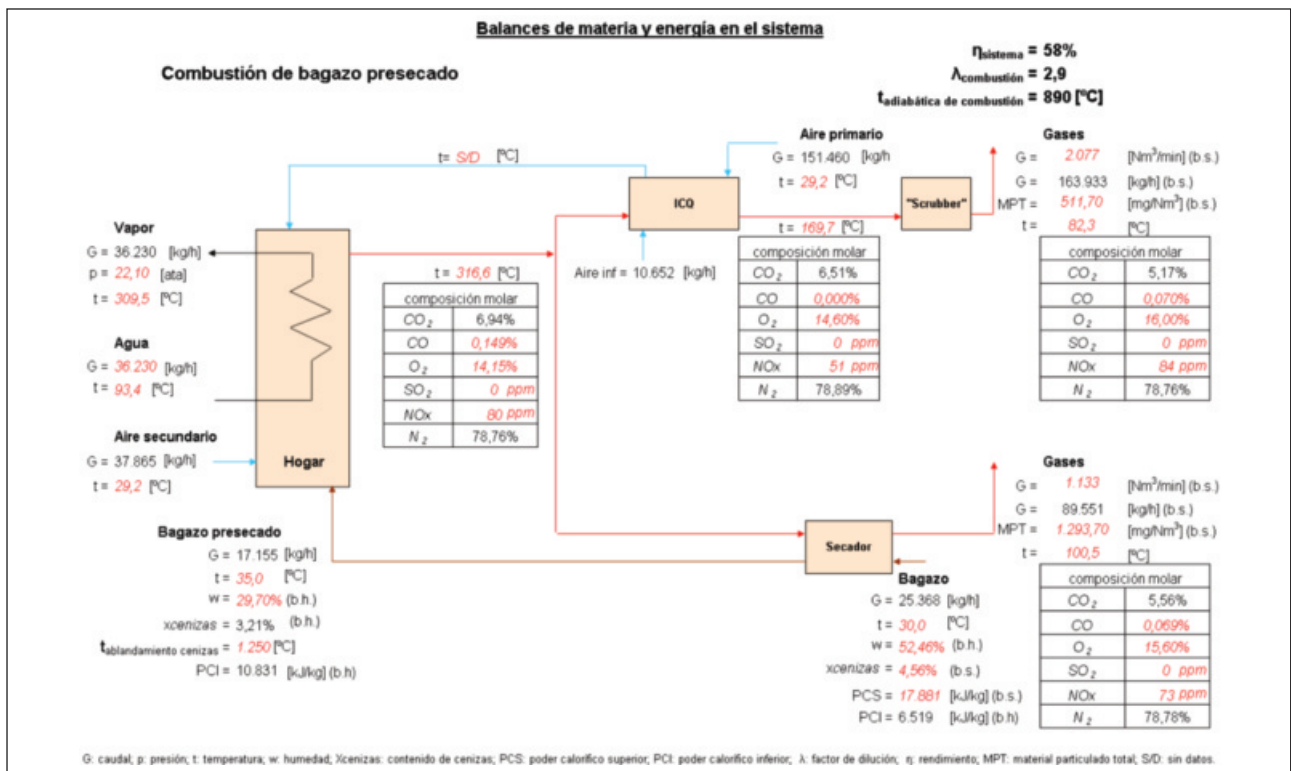 Balances de materia y energía en el sistema
Combustión de bagazo presecado
ηsistema = 58%
λcombustión = 2,9
tadiabática de combustión = 890 [ºC]
t= S/D [ºC]
Aire primario
G = 151.460 [kg/h
t = 29,2 [ºC]
ICQ
"Scrubber"
Aire inf = 10.652 [kg/h]
t = 169,7 [ºC]
composición molar
CO2 6,51%
CO 0,000%
O2 14,60%
SO2 0 ppm
NOx 51 ppm
N2 78,89%
Gases
G = 2.077 [Nm³/min] (b.s.)
G = 163.933 [kg/h] (b.s.)
MPT = 511,70 [mg/Nm³] (b.s.)
t = 82,3 [ºC]
composición molar
CO2 5,17%
CO 0,070%
O2 16,00%
SO2 0 ppm
NOx 84 ppm
N2 78,76%
Vapor
G = 36.230 [kg/h]
p = 22,10 [ata]
t = 309,5 [ºC]
Agua
G = 36.230 [kg/h]
t = 93,4 [ºC]
Aire secundario
G = 37.865 [kg/h]
t = 29,2 [ºC]
Hogar
t = 316,6 [ºC]
composición molar
CO2 6,94%
CO 0,149%
O2 14,15%
SO2 0 ppm
NOx 80 ppm
N2 78,76%
Bagazo presecado
G = 17.155 [kg/h]
t = 35,0 [ºC]
w = 29,70% (b.h.)
xcenizas = 3,21% (b.h.)
tablandamiento cenizas = 1.250 [ºC]
PCI = 10.831 [kJ/kg] (b.h)
Secador
Bagazo
G = 25.368 [kg/h]
t = 30,0 [ºC]
w = 52,46% (b.h.)
xcenizas = 4,56% (b.s.)
PCS = 17.881 [kJ/kg] (b.s.)
PCI = 6.519 [kJ/kg] (b.h)
Gases
G = 1.133 [Nm³/min] (b.s.)
G = 89.551 [kg/h] (b.s.)
MPT = 1.293,70 [mg/Nm³] (b.s.)
t = 100,5 [ºC]
composición molar
CO2 5,56%
CO 0,069%
O2 15,60%
SO2 0 ppm
NOx 73 ppm
N2 78,78%
G: caudal; p: presión; t: temperatura; w: humedad; Xcenizas: contenido de cenizas; PCS: poder calorífico superior; PCI: poder calorífico inferior; λ: factor de dilución; η: rendimiento; MPT: material particulado total; S/D: sin datos.